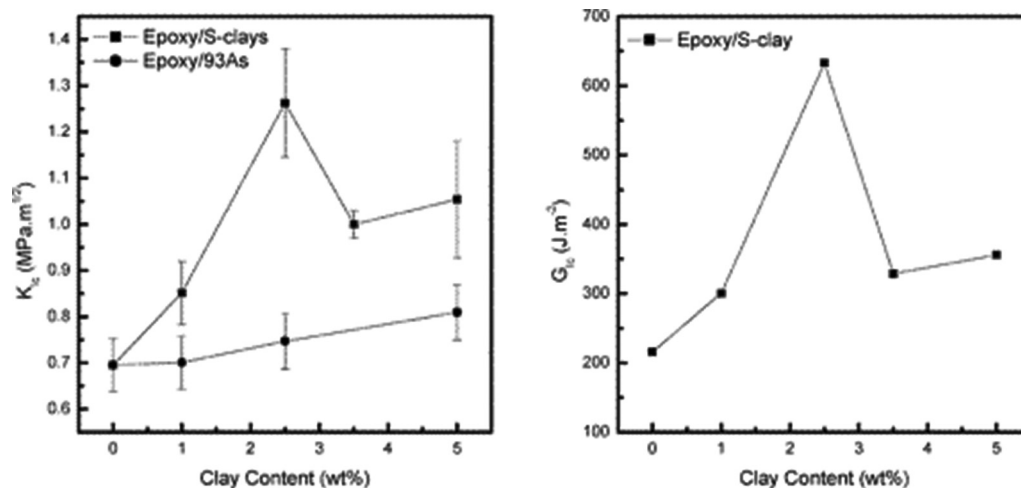 Epoxy/S-clays
Epoxy/93As
1.4
1.3
1.2
1.1
1.0
0.9
0.8
0.7
0.6
K_Ic (MPa.m^1/2)
0 1 2 3 4 5
Clay Content (wt%)
Epoxy/S-clay
700
600
500
400
300
200
100
G_Ic (J.m^-2)
0 1 2 3 4 5
Clay Content (wt%)